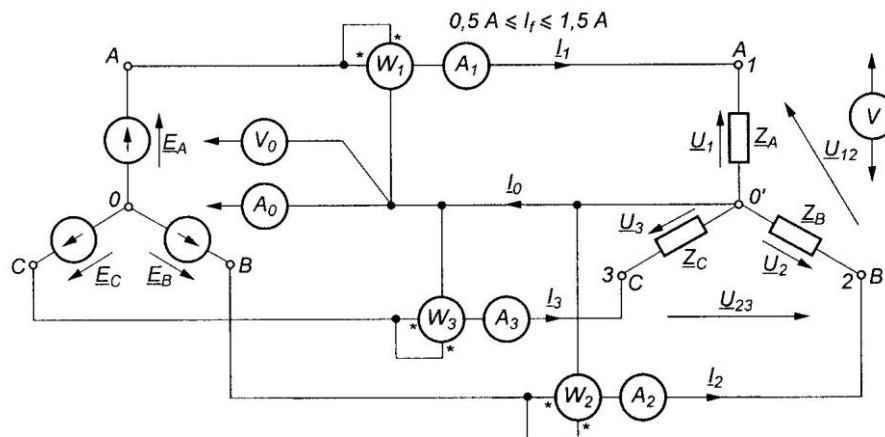 0,5 A ≤ I_f ≤ 1,5 A
A
* *
W₁
A₁
I₁
A
1
E_A
V₀
U₁
Z_A
U₁₂
V
0
A₀
I₀
0'
C
E_C
E_B
B
U₃
Z_C
3
C
Z_B
U₂
2
B
* *
W₃
A₃
I₃
U₂₃
* *
W₂
A₂
I₂